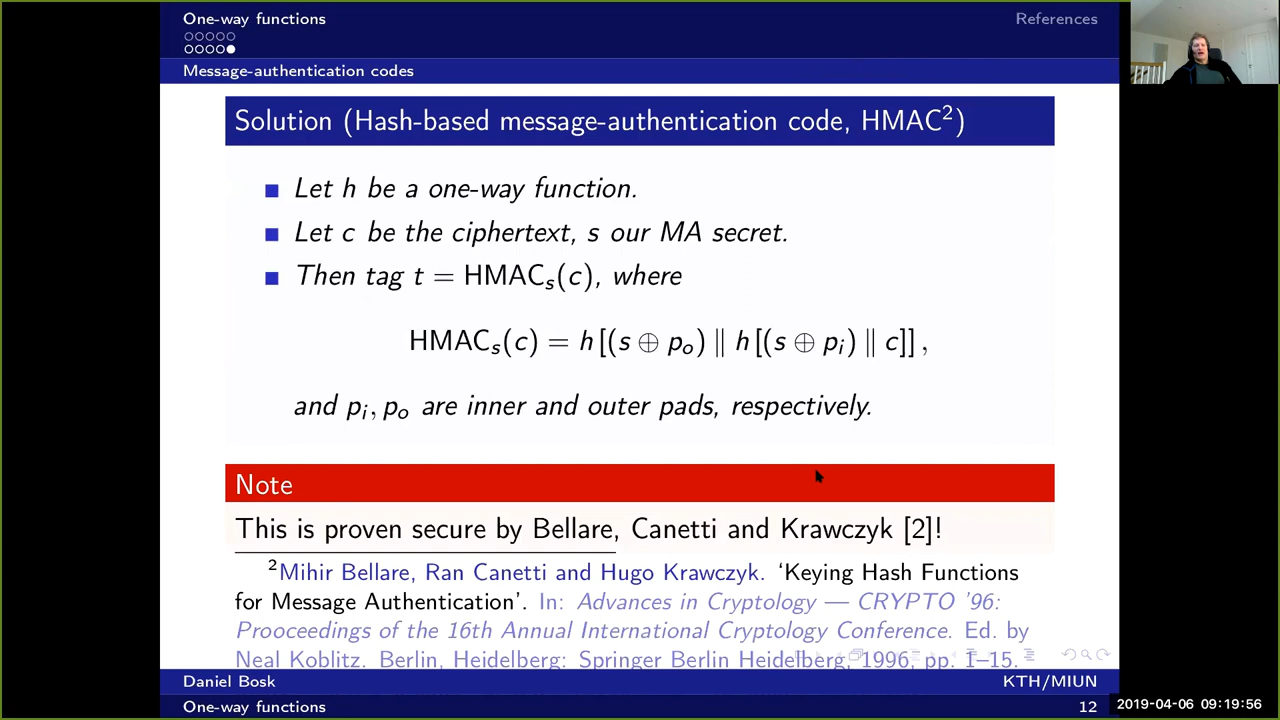 One-way functions
References
Message-authentication codes
Solution (Hash-based message-authentication code, HMAC²)
Let h be a one-way function.
Let c be the ciphertext, s our MA secret.
Then tag t = HMACₛ(c), where
HMACₛ(c) = h [(s ⊕ pₒ) ∥ h [(s ⊕ pᵢ) ∥ c]] ,
and pᵢ, pₒ are inner and outer pads, respectively.
Note
This is proven secure by Bellare, Canetti and Krawczyk [2]!
²Mihir Bellare, Ran Canetti and Hugo Krawczyk. ‘Keying Hash Functions
for Message Authentication’. In: Advances in Cryptology — CRYPTO ’96:
Prooceedings of the 16th Annual International Cryptology Conference. Ed. by
Neal Koblitz. Berlin, Heidelberg: Springer Berlin Heidelberg, 1996, pp. 1–15.
Daniel Bosk
KTH/MIUN
One-way functions
12
2019-04-06 09:19:56